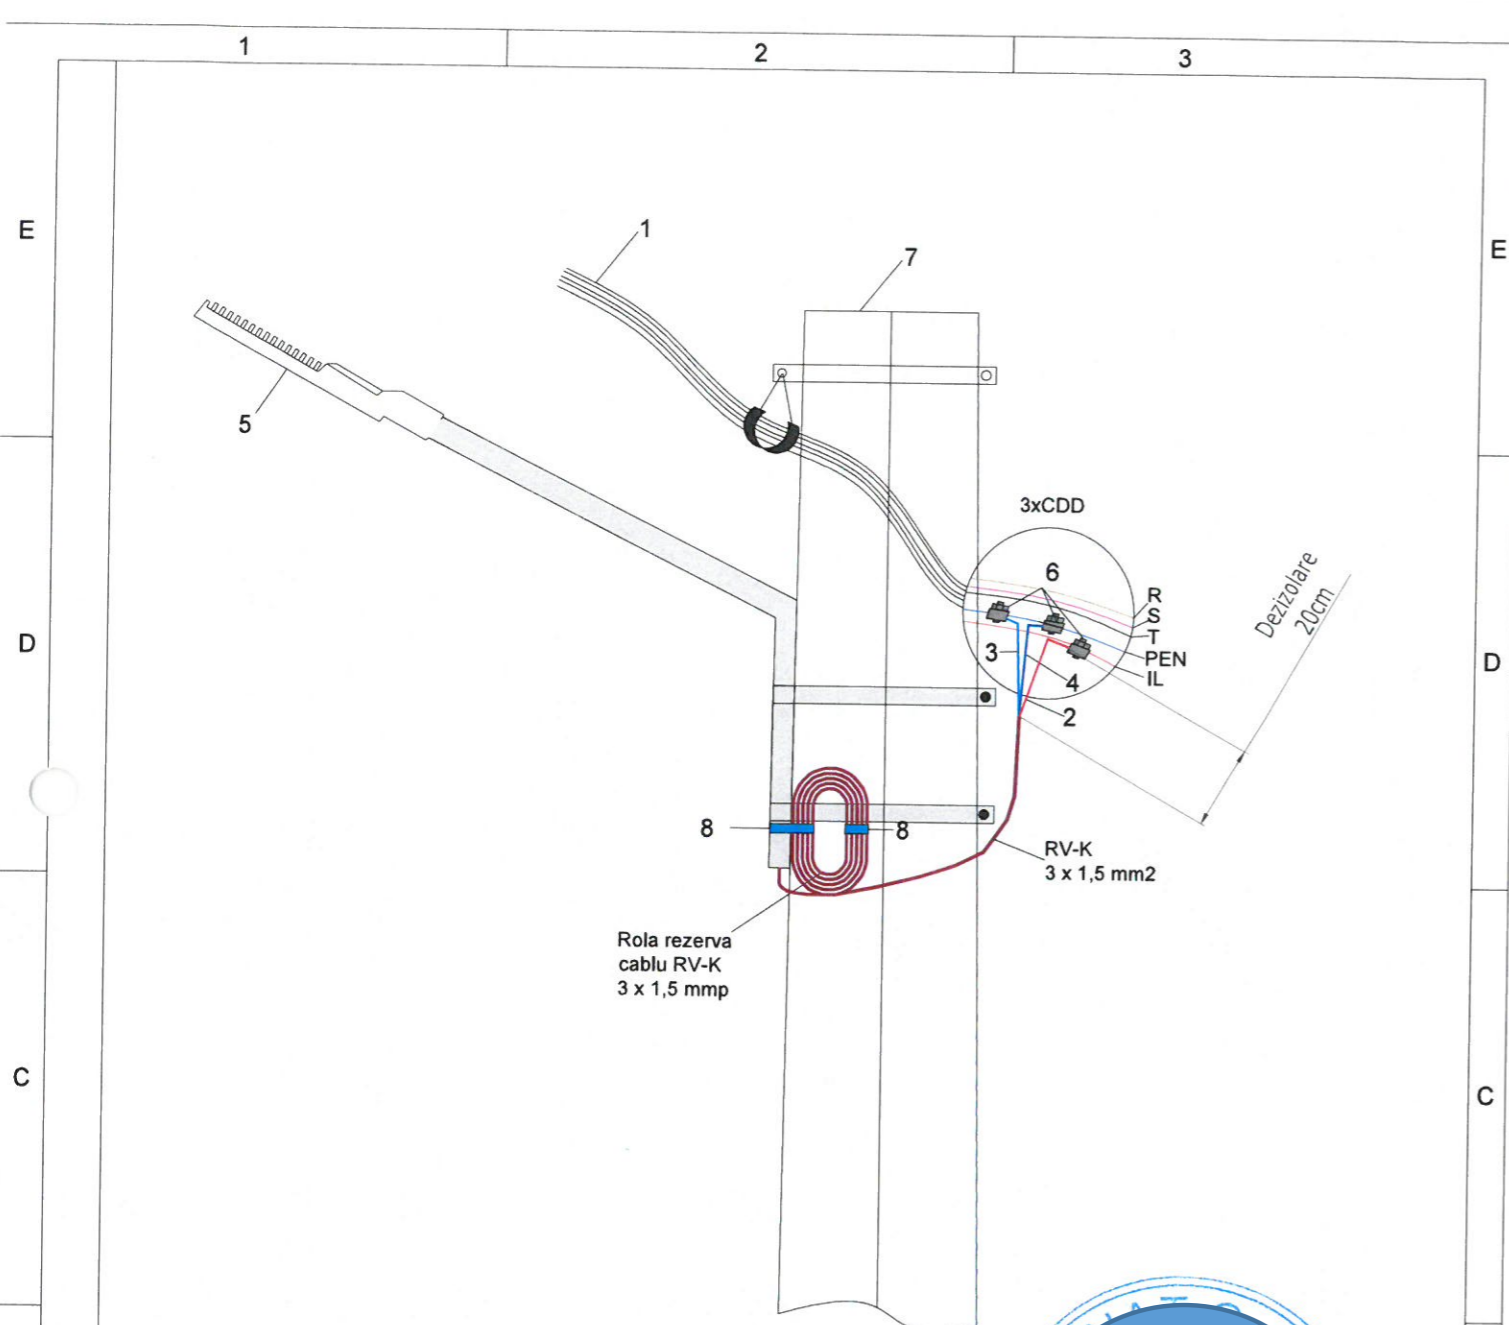 1
2
3
E
E
1
7
5
3xCDD
6
R
S
T
PEN
IL
3
4
2
Dezizolare
20cm
D
D
8
8
RV-K
3 x 1,5 mm2
Rola rezerva
cablu RV-K
3 x 1,5 mmp
C
C